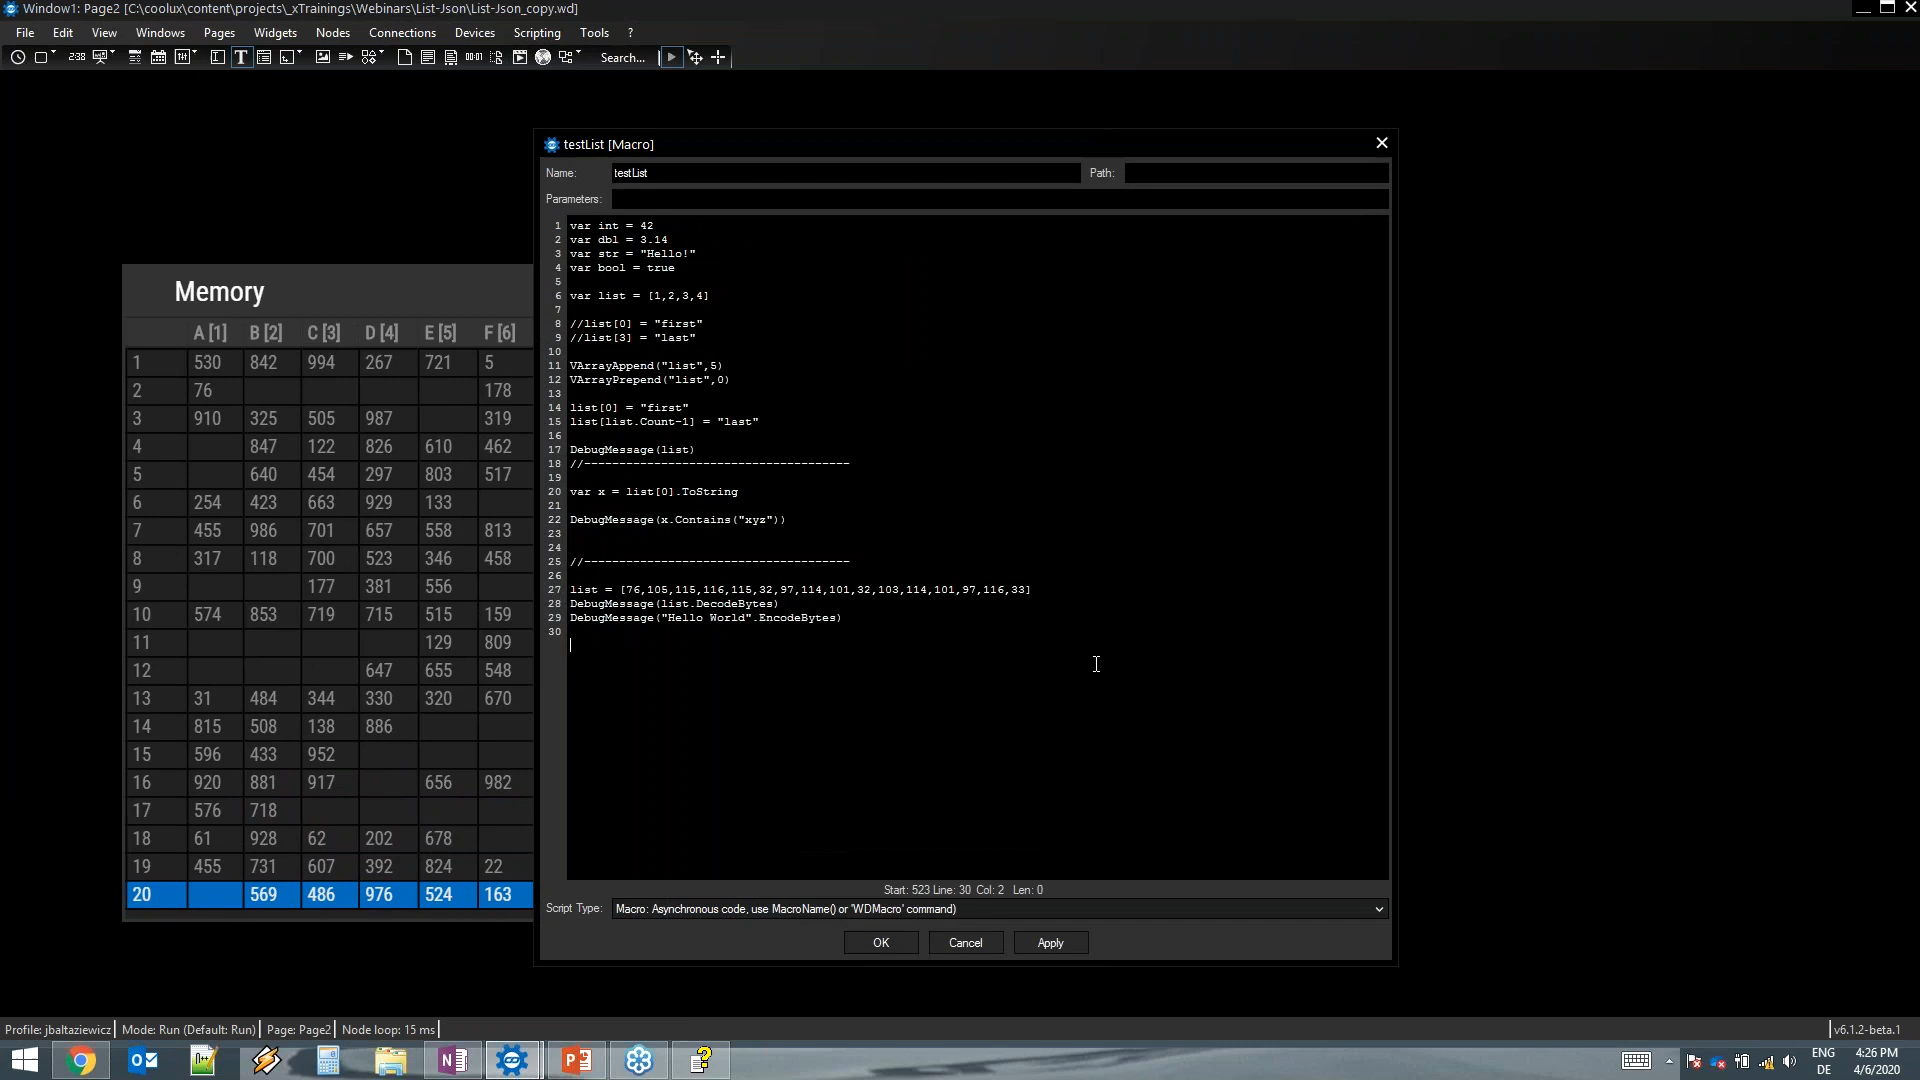 Window1: Page2 [C:\coolux\content\projects\_xTrainings\Webinars\List-Json\List-Json_copy.wd]
File Edit View Windows Pages Widgets Nodes Connections Devices Scripting Tools ?
Search...
testList [Macro]
Name: testList Path:
Parameters:
1 var int = 42
2 var dbl = 3.14
3 var str = "Hello!"
4 var bool = true
5
6 var list = [1,2,3,4]
7
8 //list[0] = "first"
9 //list[3] = "last"
10
11 VArrayAppend("list",5)
12 VArrayPrepend("list",0)
13
14 list[0] = "first"
15 list[list.Count-1] = "last"
16
17 DebugMessage(list)
18 //--------------------------------------
19
20 var x = list[0].ToString
21
22 DebugMessage(x.Contains("xyz"))
23
24
25 //--------------------------------------
26
27 list = [76,105,115,116,115,32,97,114,101,32,103,114,101,97,116,33]
28 DebugMessage(list.DecodeBytes)
29 DebugMessage("Hello World".EncodeBytes)
30
Start: 523 Line: 30 Col: 2 Len: 0
Script Type: Macro: Asynchronous code, use MacroName() or 'WDMacro' command)
OK Cancel Apply
Memory
A [1] B [2] C [3] D [4] E [5] F [6]
1 530 842 994 267 721 5
2 76 178
3 910 325 505 987 319
4 847 122 826 610 462
5 640 454 297 803 517
6 254 423 663 929 133
7 455 986 701 657 558 813
8 317 118 700 523 346 458
9 177 381 556
10 574 853 719 715 515 159
11 129 809
12 647 655 548
13 31 484 344 330 320 670
14 815 508 138 886
15 596 433 952
16 920 881 917 656 982
17 576 718
18 61 928 62 202 678
19 455 731 607 392 824 22
20 569 486 976 524 163
Profile: jbaltaziewicz Mode: Run (Default: Run) Page: Page2 Node loop: 15 ms v6.1.2-beta.1
ENG 4:26 PM
DE 4/6/2020